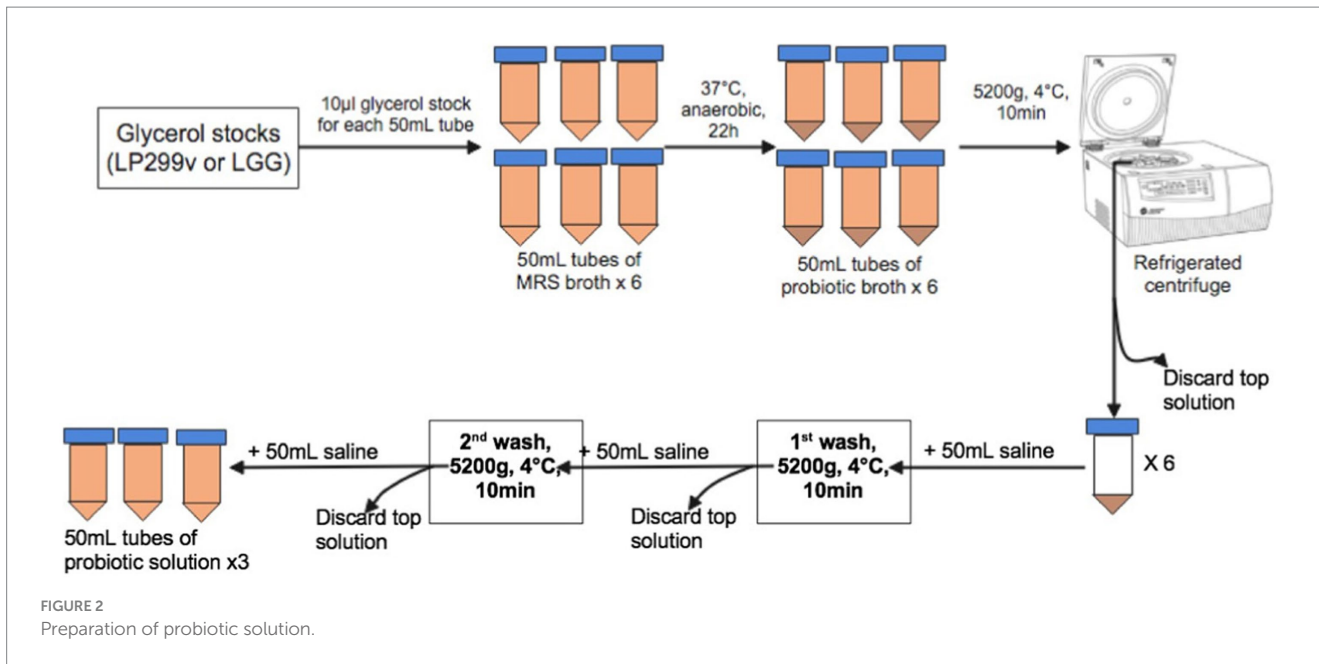 Glycerol stocks
(LP299v or LGG)
10µl glycerol stock
for each 50mL tube
50mL tubes of
MRS broth x 6
37°C,
anaerobic,
22h
50mL tubes of
probiotic broth x 6
5200g, 4°C,
10min
Refrigerated
centrifuge
Discard top
solution
X 6
+ 50mL saline
1st wash,
5200g, 4°C,
10min
Discard top
solution
+ 50mL saline
2nd wash,
5200g, 4°C,
10min
Discard top
solution
+ 50mL saline
50mL tubes of
probiotic solution x3
FIGURE 2
Preparation of probiotic solution.